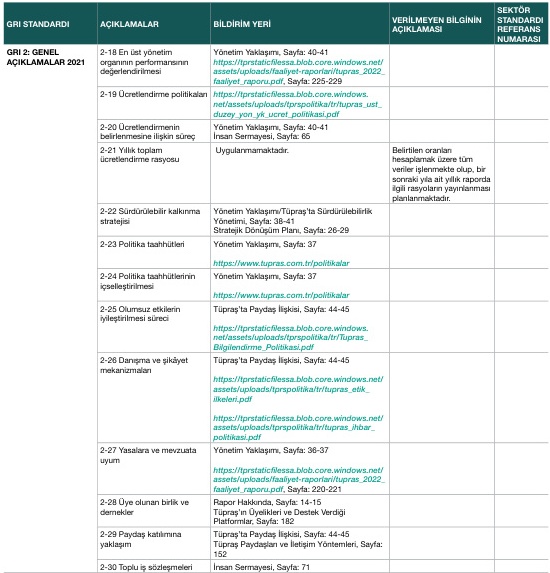 GRI STANDARDI
AÇIKLAMALAR
BİLDİRİM YERİ
VERİLMEYEN BİLGİNİN
AÇIKLAMASI
SEKTÖR
STANDARDI
REFERANS
NUMARASI
GRI 2: GENEL
AÇIKLAMALAR 2021
2-18 En üst yönetim
organının performansının
değerlendirilmesi
Yönetim Yaklaşımı, Sayfa: 40-41
https://tprstaticfilessa.blob.core.windows.net/
assets/uploads/faaliyet-raporlari/tupras_2022_
faaliyet_raporu.pdf, Sayfa: 225-229
2-19 Ücretlendirme politikaları
https://tprstaticfilessa.blob.core.windows.
net/assets/uploads/tprspolitika/tr/tupras_ust_
duzey_yon_yk_ucret_politikasi.pdf
2-20 Ücretlendirmenin
belirlenmesine ilişkin süreç
Yönetim Yaklaşımı, Sayfa: 40-41
İnsan Sermayesi, Sayfa: 65
2-21 Yıllık toplam
ücretlendirme rasyosu
Uygulanmamaktadır.
Belirtilen oranları
hesaplamak üzere tüm
veriler işlenmekte olup, bir
sonraki yıla ait yıllık raporda
ilgili rasyoların yayınlanması
planlanmaktadır.
2-22 Sürdürülebilir kalkınma
stratejisi
Yönetim Yaklaşımı/Tüpraş'ta Sürdürülebilirlik
Yönetimi, Sayfa: 38-41
Stratejik Dönüşüm Planı, Sayfa: 26-29
2-23 Politika taahhütleri
Yönetim Yaklaşımı, Sayfa: 37
https://www.tupras.com.tr/politikalar
2-24 Politika taahhütlerinin
içselleştirilmesi
Yönetim Yaklaşımı, Sayfa: 37
https://www.tupras.com.tr/politikalar
2-25 Olumsuz etkilerin
iyileştirilmesi süreci
Tüpraş'ta Paydaş İlişkisi, Sayfa: 44-45
https://tprstaticfilessa.blob.core.windows.
net/assets/uploads/tprspolitika/tr/Tupras_
Bilgilendirme_Politikasi.pdf
2-26 Danışma ve şikâyet
mekanizmaları
Tüpraş'ta Paydaş İlişkisi, Sayfa: 44-45
https://tprstaticfilessa.blob.core.windows.net/
assets/uploads/tprspolitika/tr/tupras_etik_
ilkeleri.pdf
https://tprstaticfilessa.blob.core.windows.net/
assets/uploads/tprspolitika/tr/tupras_ihbar_
politikasi.pdf
2-27 Yasalara ve mevzuata
uyum
Yönetim Yaklaşımı, Sayfa: 36-37
https://tprstaticfilessa.blob.core.windows.net/
assets/uploads/faaliyet-raporlari/tupras_2022_
faaliyet_raporu.pdf, Sayfa: 220-221
2-28 Üye olunan birlik ve
dernekler
Rapor Hakkında, Sayfa: 14-15
Tüpraş'ın Üyelikleri ve Destek Verdiği
Platformlar, Sayfa: 182
2-29 Paydaş katılımına
yaklaşım
Tüpraş'ta Paydaş İlişkisi, Sayfa: 44-45
Tüpraş Paydaşları ve İletişim Yöntemleri, Sayfa:
152
2-30 Toplu iş sözleşmeleri
İnsan Sermayesi, Sayfa: 71